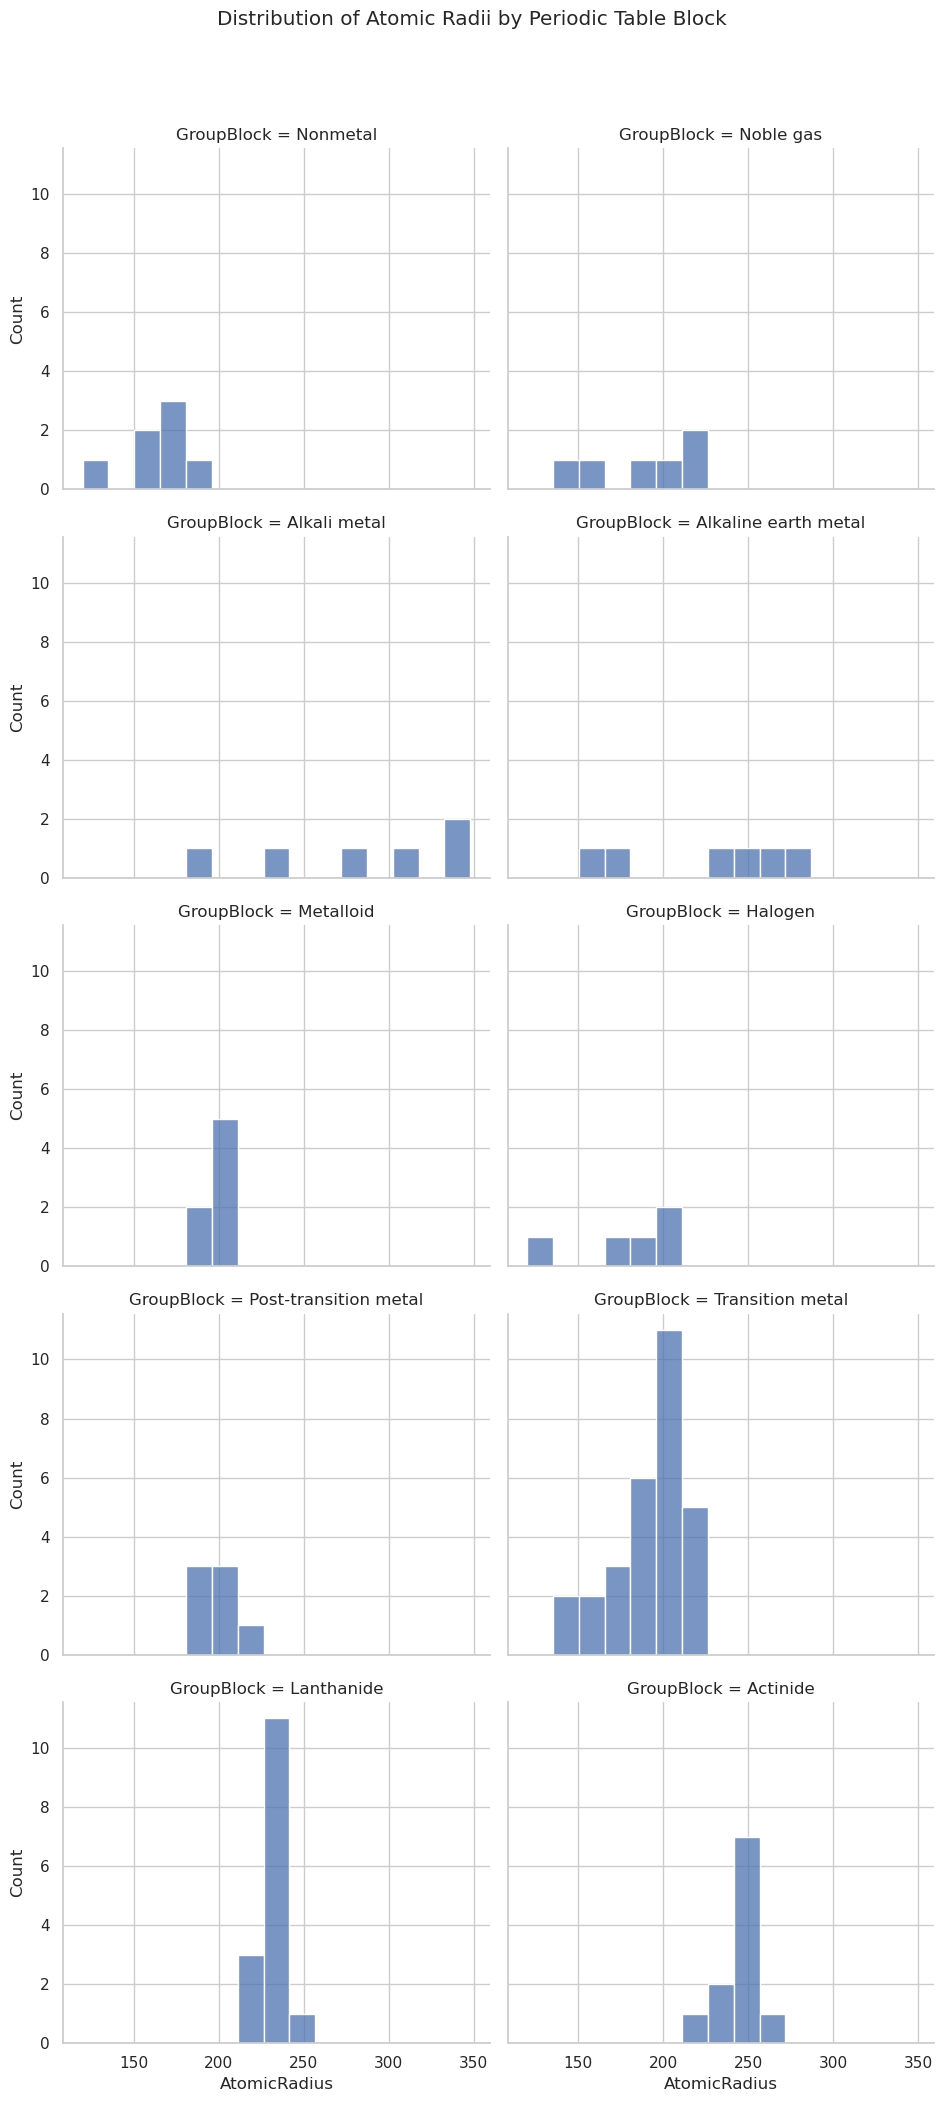 Distribution of Atomic Radii by Periodic Table Block
GroupBlock = Nonmetal
GroupBlock = Noble gas
10
8
6
4
2
0
Count
GroupBlock = Alkali metal
GroupBlock = Alkaline earth metal
10
8
6
4
2
0
Count
GroupBlock = Metalloid
GroupBlock = Halogen
10
8
6
4
2
0
Count
GroupBlock = Post-transition metal
GroupBlock = Transition metal
10
8
6
4
2
0
Count
GroupBlock = Lanthanide
GroupBlock = Actinide
10
8
6
4
2
0
Count
150 200 250 300 350
150 200 250 300 350
AtomicRadius
AtomicRadius